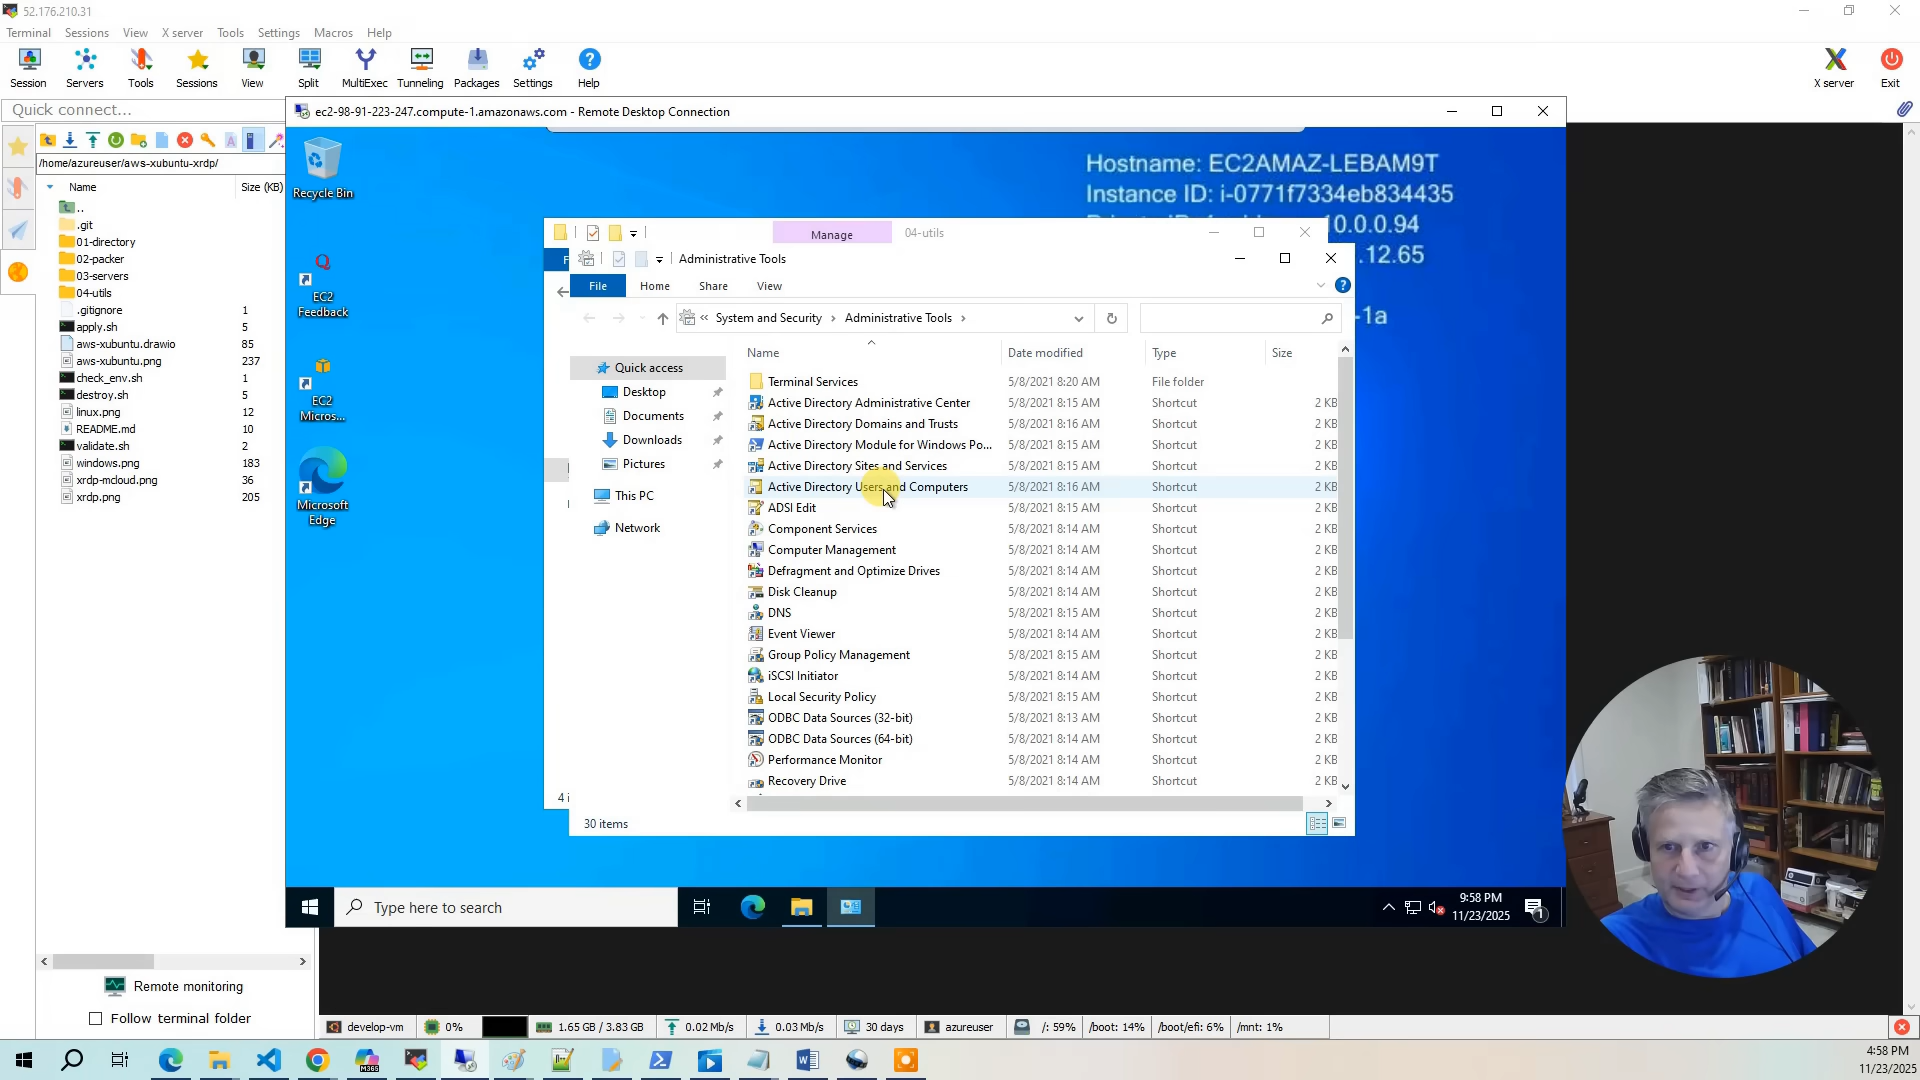 52.176.210.31
Terminal Sessions View X server Tools Settings Macros Help
Session Servers Tools Sessions View Split MultiExec Tunneling Packages Settings Help X server Exit
Quick connect...
ec2-98-91-223-247.compute-1.amazonaws.com - Remote Desktop Connection
/home/azureuser/aws-xubuntu-xrdp/
Name Size (KB)
..
.git
01-directory
02-packer
03-servers
04-utils
.gitignore 1
apply.sh 5
aws-xubuntu.drawio 85
aws-xubuntu.png 237
check_env.sh 1
destroy.sh 5
linux.png 12
README.md 10
validate.sh 2
windows.png 183
xrdp-mcloud.png 36
xrdp.png 205
Remote monitoring
Follow terminal folder
Recycle Bin
EC2
Feedback
EC2
Micros...
Microsoft
Edge
Hostname: EC2AMAZ-LEBAM9T
Instance ID: i-0771f7334eb834435
10.0.0.94
.12.65
-1a
Manage 04-utils
Administrative Tools
File Home Share View
« System and Security › Administrative Tools ›
Quick access
Desktop
Documents
Downloads
Pictures
This PC
Network
Name Date modified Type Size
Terminal Services 5/8/2021 8:20 AM File folder
Active Directory Administrative Center 5/8/2021 8:15 AM Shortcut 2 KB
Active Directory Domains and Trusts 5/8/2021 8:16 AM Shortcut 2 KB
Active Directory Module for Windows Po... 5/8/2021 8:15 AM Shortcut 2 KB
Active Directory Sites and Services 5/8/2021 8:15 AM Shortcut 2 KB
Active Directory Users and Computers 5/8/2021 8:16 AM Shortcut 2 KB
ADSI Edit 5/8/2021 8:15 AM Shortcut 2 KB
Component Services 5/8/2021 8:14 AM Shortcut 2 KB
Computer Management 5/8/2021 8:14 AM Shortcut 2 KB
Defragment and Optimize Drives 5/8/2021 8:14 AM Shortcut 2 KB
Disk Cleanup 5/8/2021 8:14 AM Shortcut 2 KB
DNS 5/8/2021 8:15 AM Shortcut 2 KB
Event Viewer 5/8/2021 8:14 AM Shortcut 2 KB
Group Policy Management 5/8/2021 8:15 AM Shortcut 2 KB
iSCSI Initiator 5/8/2021 8:14 AM Shortcut 2 KB
Local Security Policy 5/8/2021 8:15 AM Shortcut 2 KB
ODBC Data Sources (32-bit) 5/8/2021 8:13 AM Shortcut 2 KB
ODBC Data Sources (64-bit) 5/8/2021 8:14 AM Shortcut 2 KB
Performance Monitor 5/8/2021 8:14 AM Shortcut 2 KB
Recovery Drive 5/8/2021 8:14 AM Shortcut 2 KB
4 i
30 items
Type here to search
9:58 PM
11/23/2025
1
develop-vm 0% 1.65 GB / 3.83 GB 0.02 Mb/s 0.03 Mb/s 30 days azureuser /: 59% /boot: 14% /boot/efi: 6% /mnt: 1%
4:58 PM
11/23/2025